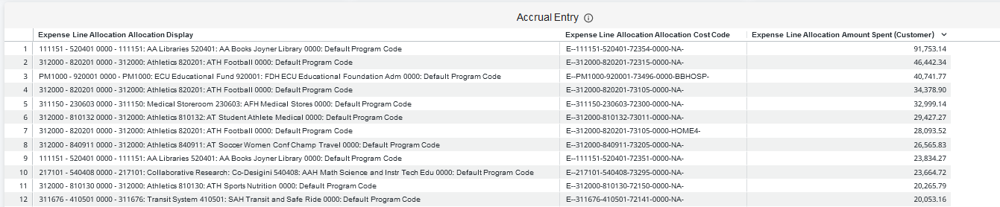 Accrual Entry
Expense Line Allocation Allocation Display Expense Line Allocation Allocation Cost Code Expense Line Allocation Amount Spent (Customer)
1 111151 - 520401 0000 - 111151: AA Libraries 520401: AA Books Joyner Library 0000: Default Program Code E--111151-520401-72354-0000-NA- 91,753.14
2 312000 - 820201 0000 - 312000: Athletics 820201: ATH Football 0000: Default Program Code E--312000-820201-72315-0000-NA- 46,442.34
3 PM1000 - 920001 0000 - PM1000: ECU Educational Fund 920001: FDH ECU Educational Foundation Adm 0000: Default Program Code E--PM1000-920001-73496-0000-BBHOSP- 40,741.77
4 312000 - 820201 0000 - 312000: Athletics 820201: ATH Football 0000: Default Program Code E--312000-820201-73105-0000-NA- 34,378.90
5 311150 - 230603 0000 - 311150: Medical Storeroom 230603: AFH Medical Stores 0000: Default Program Code E--311150-230603-72300-0000-NA- 32,999.14
6 312000 - 810132 0000 - 312000: Athletics 810132: AT Student Athlete Medical 0000: Default Program Code E--312000-810132-73011-0000-NA- 29,427.27
7 312000 - 820201 0000 - 312000: Athletics 820201: ATH Football 0000: Default Program Code E--312000-820201-73105-0000-HOME4- 28,093.52
8 312000 - 840911 0000 - 312000: Athletics 840911: AT Soccer Women Conf Champ Travel 0000: Default Program Code E--312000-840911-73205-0000-NA- 26,565.83
9 111151 - 520401 0000 - 111151: AA Libraries 520401: AA Books Joyner Library 0000: Default Program Code E--111151-520401-72351-0000-NA- 23,834.27
10 217101 - 540408 0000 - 217101: Collaborative Research: Co-Desigini 540408: AAH Math Science and Instr Tech Edu 0000: Default Program Code E--217101-540408-73295-0000-NA- 23,664.72
11 312000 - 810130 0000 - 312000: Athletics 810130: ATH Sports Nutrition 0000: Default Program Code E--312000-810130-72150-0000-NA- 20,265.79
12 311676 - 410501 0000 - 311676: Transit System 410501: SAH Transit and Safe Ride 0000: Default Program Code E--311676-410501-72141-0000-NA- 20,053.16